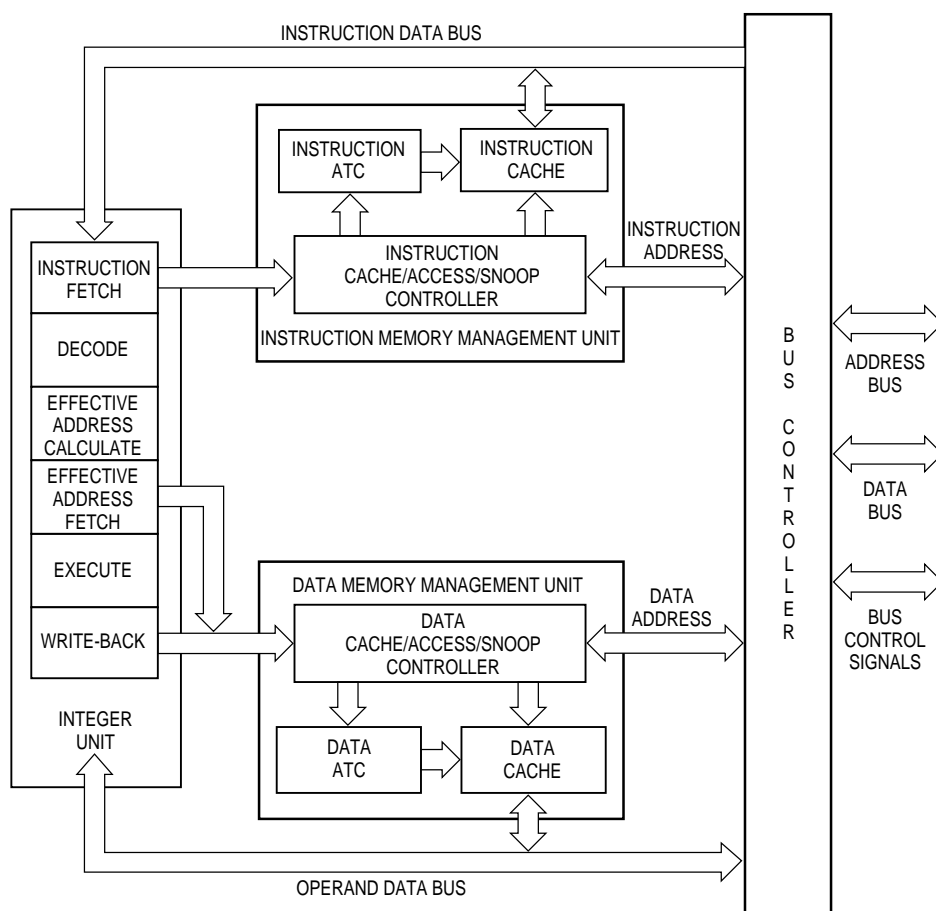 INSTRUCTION DATA BUS
INSTRUCTION
ATC
INSTRUCTION
CACHE
INSTRUCTION
CACHE/ACCESS/SNOOP
CONTROLLER
INSTRUCTION MEMORY MANAGEMENT UNIT
INSTRUCTION
ADDRESS
INSTRUCTION
FETCH
DECODE
EFFECTIVE
ADDRESS
CALCULATE
EFFECTIVE
ADDRESS
FETCH
EXECUTE
WRITE-BACK
INTEGER
UNIT
DATA MEMORY MANAGEMENT UNIT
DATA
CACHE/ACCESS/SNOOP
CONTROLLER
DATA
ATC
DATA
CACHE
DATA
ADDRESS
OPERAND DATA BUS
B
U
S
C
O
N
T
R
O
L
L
E
R
ADDRESS
BUS
DATA
BUS
BUS
CONTROL
SIGNALS